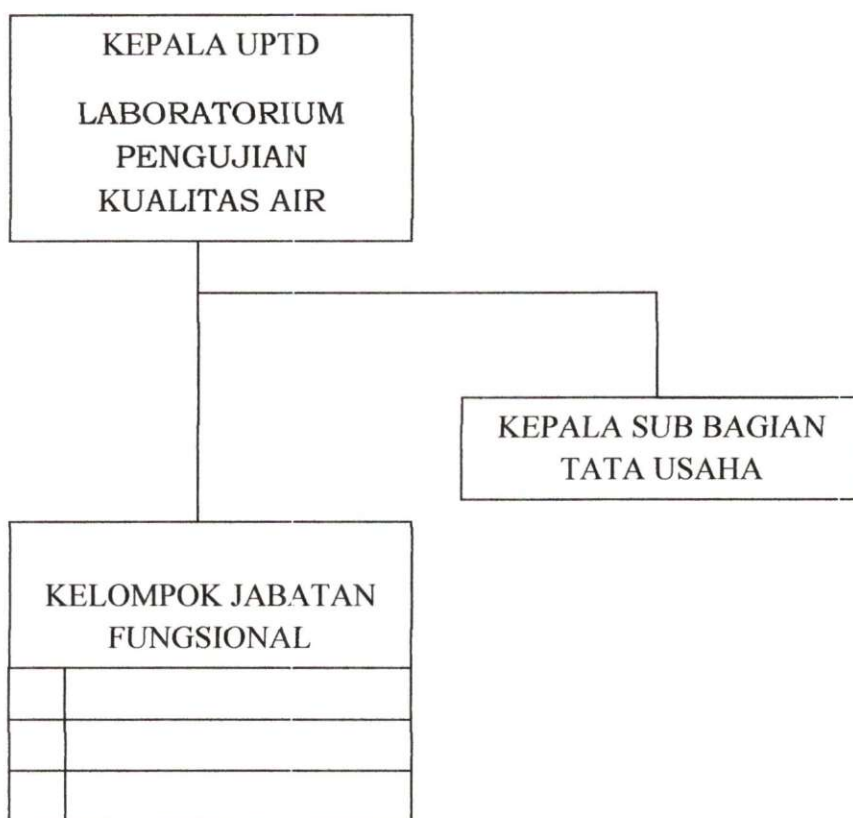 KEPALA UPTD
LABORATORIUM
PENGUJIAN
KUALITAS AIR
KEPALA SUB BAGIAN
TATA USAHA
KELOMPOK JABATAN
FUNGSIONAL